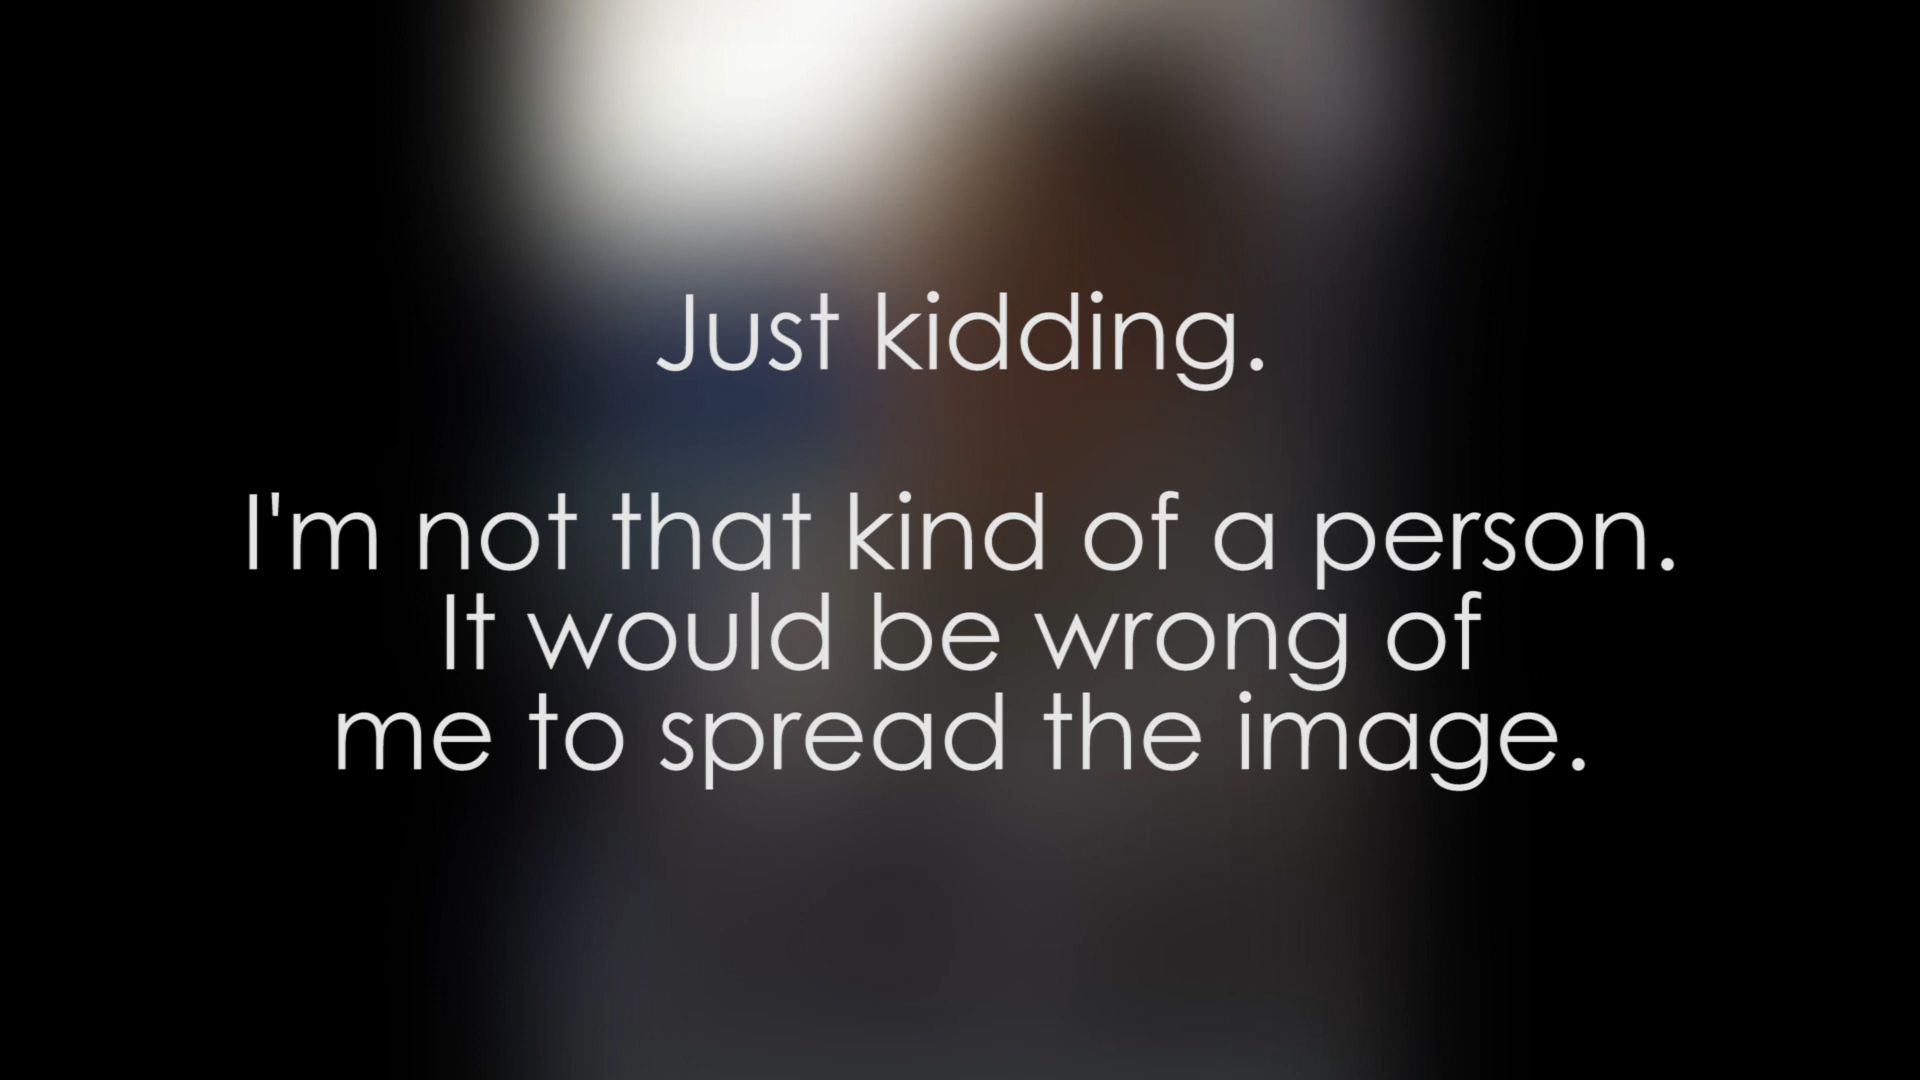 Just kidding.
I'm not that kind of a person.
It would be wrong of
me to spread the image.